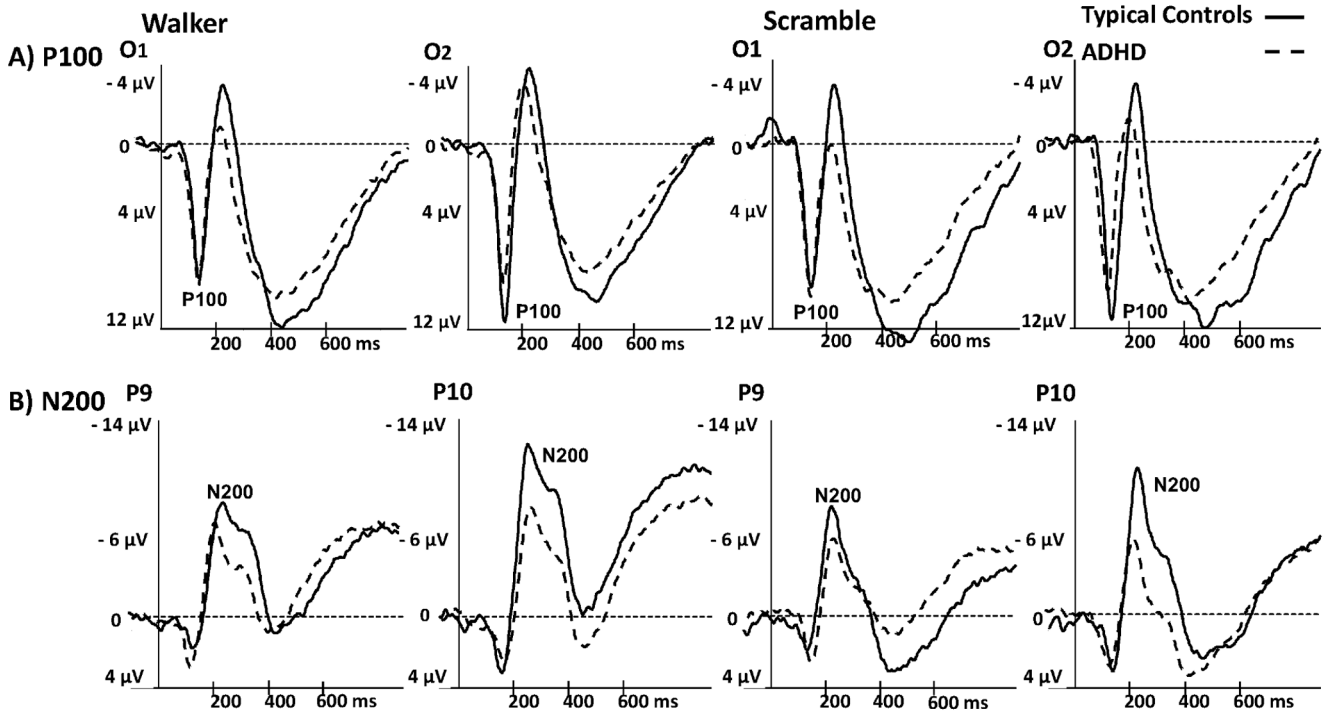 Walker
Scramble
Typical Controls
ADHD
A) P100
O1
O2
O1
O2
- 4 µV
0
4 µV
12 µV
P100
200 400 600 ms
- 4 µV
0
4 µV
12 µV
P100
200 400 600 ms
- 4 µV
0
4 µV
12 µV
P100
200 400 600 ms
- 4 µV
0
4 µV
12µV
P100
200 400 600 ms
B) N200
P9
P10
P9
P10
- 14 µV
N200
- 6 µV
0
4 µV
200 400 600 ms
- 14 µV
N200
- 6 µV
0
4 µV
200 400 600 ms
- 14 µV
N200
- 6 µV
0
4 µV
200 400 600 ms
- 14 µV
N200
- 6 µV
0
4 µV
200 400 600 ms